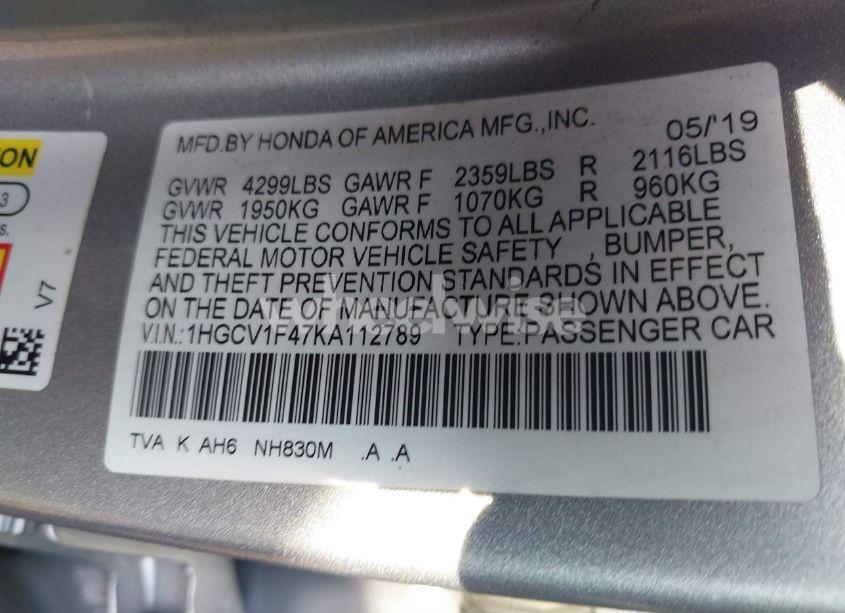 MFD.BY HONDA OF AMERICA MFG.,INC. 05/'19
GVWR 4299LBS GAWR F 2359LBS R 2116LBS
GVWR 1950KG GAWR F 1070KG R 960KG
THIS VEHICLE CONFORMS TO ALL APPLICABLE
FEDERAL MOTOR VEHICLE SAFETY , BUMPER,
AND THEFT PREVENTION STANDARDS IN EFFECT
ON THE DATE OF MANUFACTURE SHOWN ABOVE.
V.I.N.:1HGCV1F47KA112789 TYPE:PASSENGER CAR
TVA K AH6 NH830M .A .A
3
V7